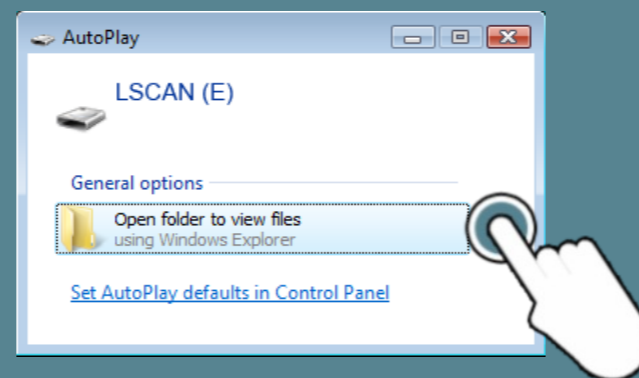 AutoPlay
LSCAN (E)
General options
Open folder to view files
using Windows Explorer
Set AutoPlay defaults in Control Panel